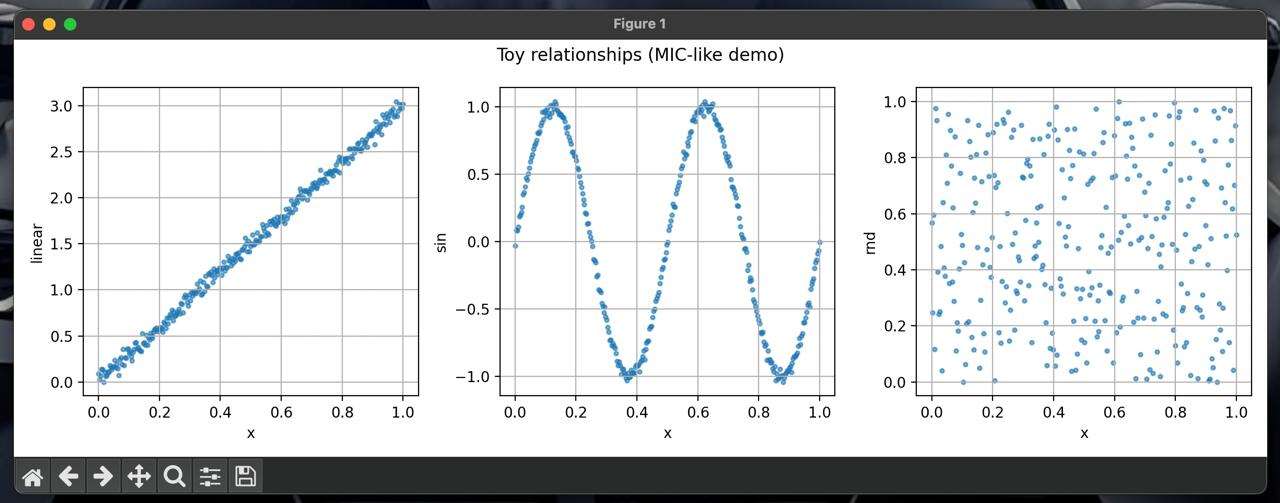 Figure 1
Toy relationships (MIC-like demo)
linear
3.0
2.5
2.0
1.5
1.0
0.5
0.0
0.0 0.2 0.4 0.6 0.8 1.0
x
sin
1.0
0.5
0.0
−0.5
−1.0
0.0 0.2 0.4 0.6 0.8 1.0
x
rnd
1.0
0.8
0.6
0.4
0.2
0.0
0.0 0.2 0.4 0.6 0.8 1.0
x